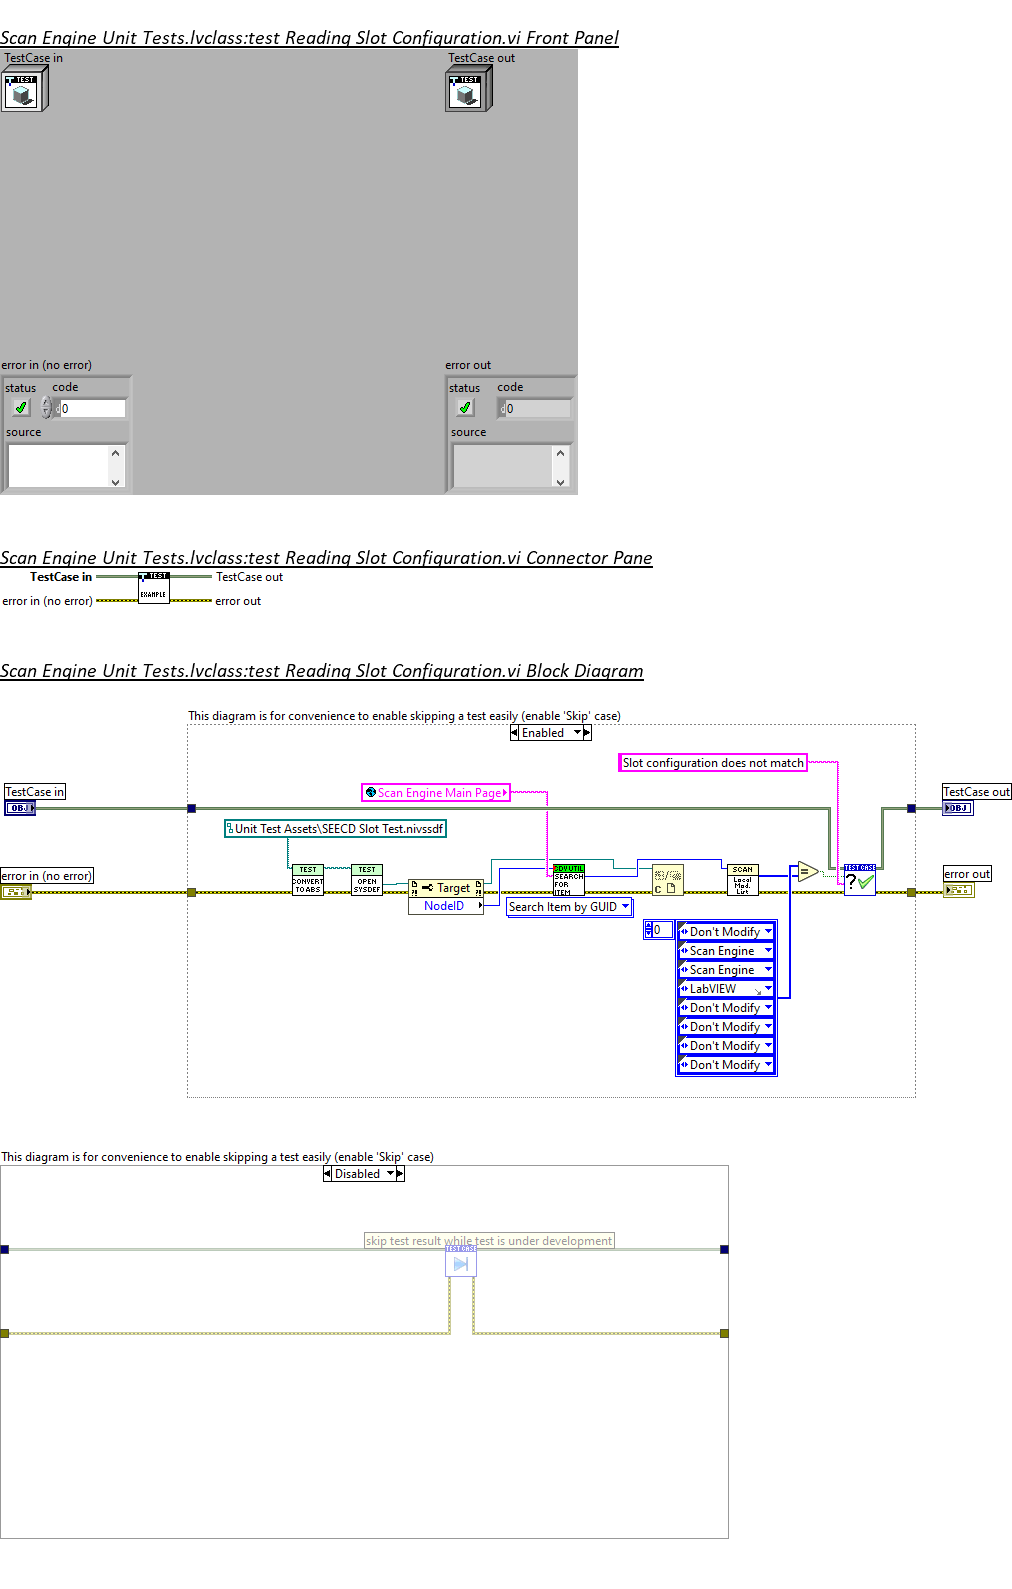 Scan Engine Unit Tests.lvclass:test Reading Slot Configuration.vi Front Panel
TestCase in
TestCase out
TEST
TEST
error in (no error)
error out
status
code
status
code
d
0
d
0
source
source
Scan Engine Unit Tests.lvclass:test Reading Slot Configuration.vi Connector Pane
TestCase in
TEST
TestCase out
error in (no error)
EXAMPLE
error out
Scan Engine Unit Tests.lvclass:test Reading Slot Configuration.vi Block Diagram
This diagram is for convenience to enable skipping a test easily (enable 'Skip' case)
Enabled
Slot configuration does not match
TestCase in
Scan Engine Main Page
TestCase out
OBJ
OBJ
Unit Test Assets\SEECD Slot Test.nivssdf
error in (no error)
TEST
CONVERT
TO ABS
TEST
OPEN
SYSDEF
Target
NodeID
SEARCH
FOR
ITEM
Search Item by GUID
C
SCAN
Local
Mod.
List
=
TEST CASE
?
error out
0
Don't Modify
Scan Engine
Scan Engine
LabVIEW
Don't Modify
Don't Modify
Don't Modify
Don't Modify
This diagram is for convenience to enable skipping a test easily (enable 'Skip' case)
Disabled
skip test result while test is under development
TEST CASE